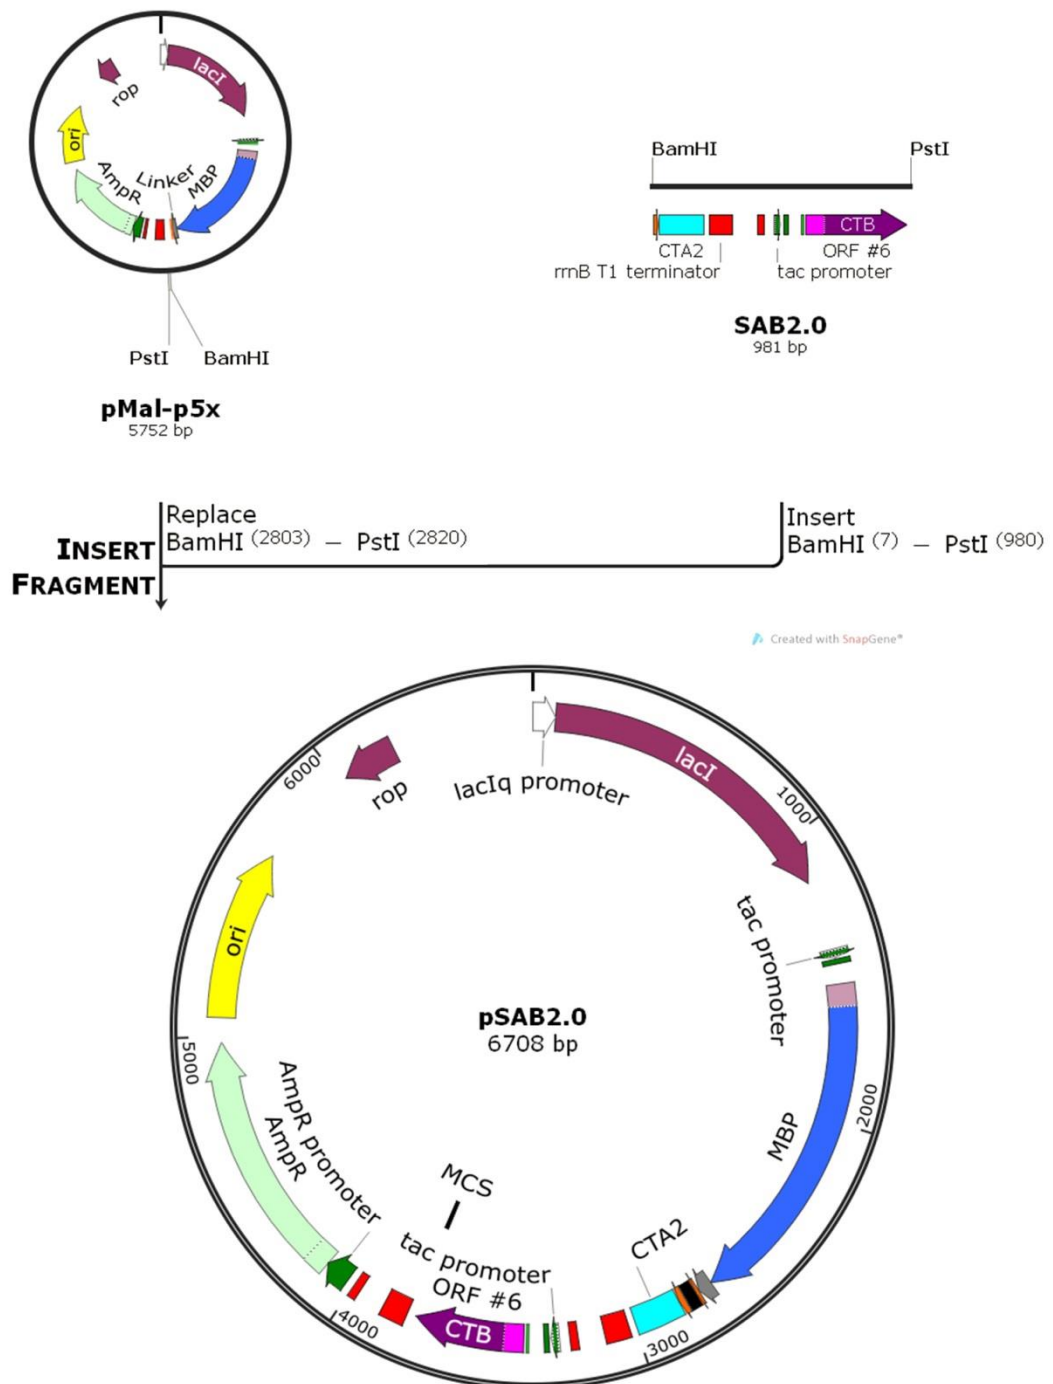 lacI
rop
ori
AmpR
Linker
MBP
PstI
BamHI
pMal-p5x
5752 bp
BamHI
PstI
CTB
CTA2
ORF #6
rrnB T1 terminator
tac promoter
SAB2.0
981 bp
INSERT
FRAGMENT
Replace
BamHI (2803) – PstI (2820)
Insert
BamHI (7) – PstI (980)
Created with SnapGene®
6000
rop
lacIq promoter
lacI
1000
tac promoter
ori
pSAB2.0
6708 bp
5000
AmpR promoter
AmpR
2000
MBP
MCS
CTA2
tac promoter
ORF #6
CTB
4000
3000